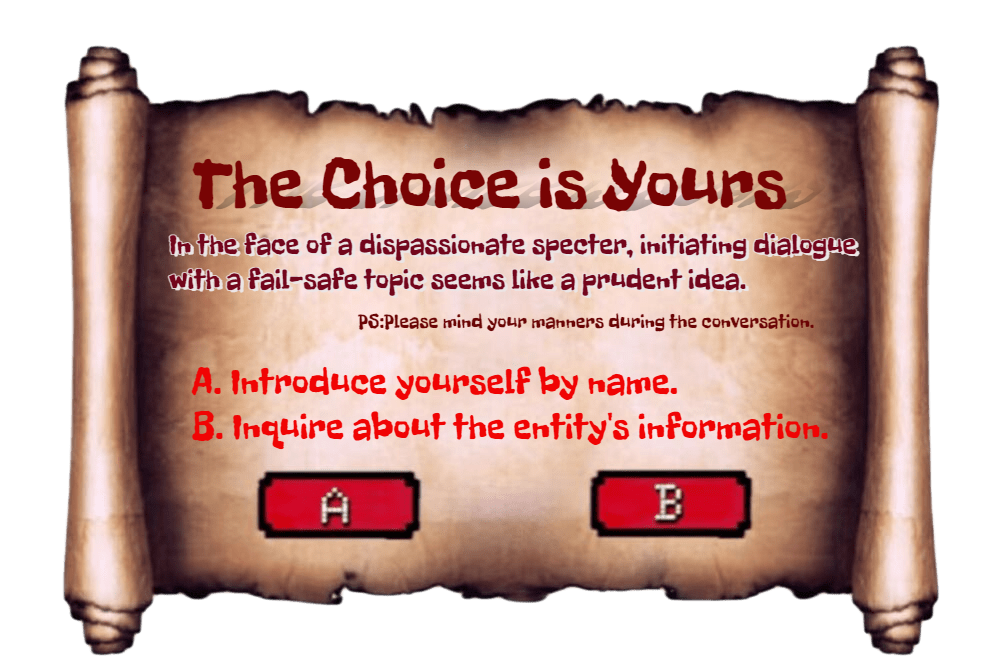 The Choice is Yours
In the face of a dispassionate specter, initiating dialogue
with a fail-safe topic seems like a prudent idea.
PS:Please mind your manners during the conversation.
A. Introduce yourself by name.
B. Inquire about the entity's information.
A B